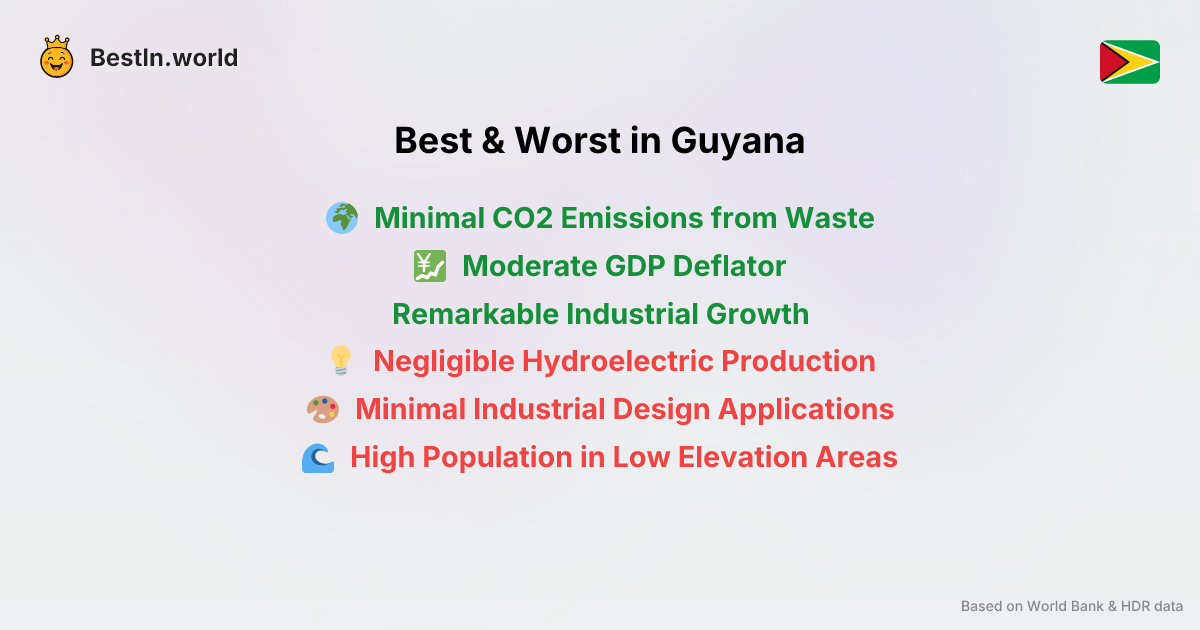 BestIn.world
Best & Worst in Guyana
Minimal CO2 Emissions from Waste
Moderate GDP Deflator
Remarkable Industrial Growth
Negligible Hydroelectric Production
Minimal Industrial Design Applications
High Population in Low Elevation Areas
Based on World Bank & HDR data